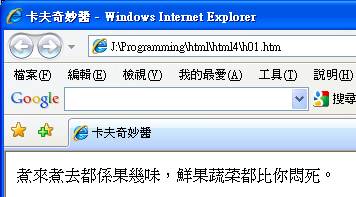 卡夫奇妙醬 - Windows Internet Explorer
J:\Programming\html\html4\h01.htm
檔案(F) 編輯(E) 檢視(V) 我的最愛(A) 工具(T) 說明(H)
Google 搜尋
卡夫奇妙醬
煮來煮去都係果幾味，鮮果蔬菜都比你悶死。